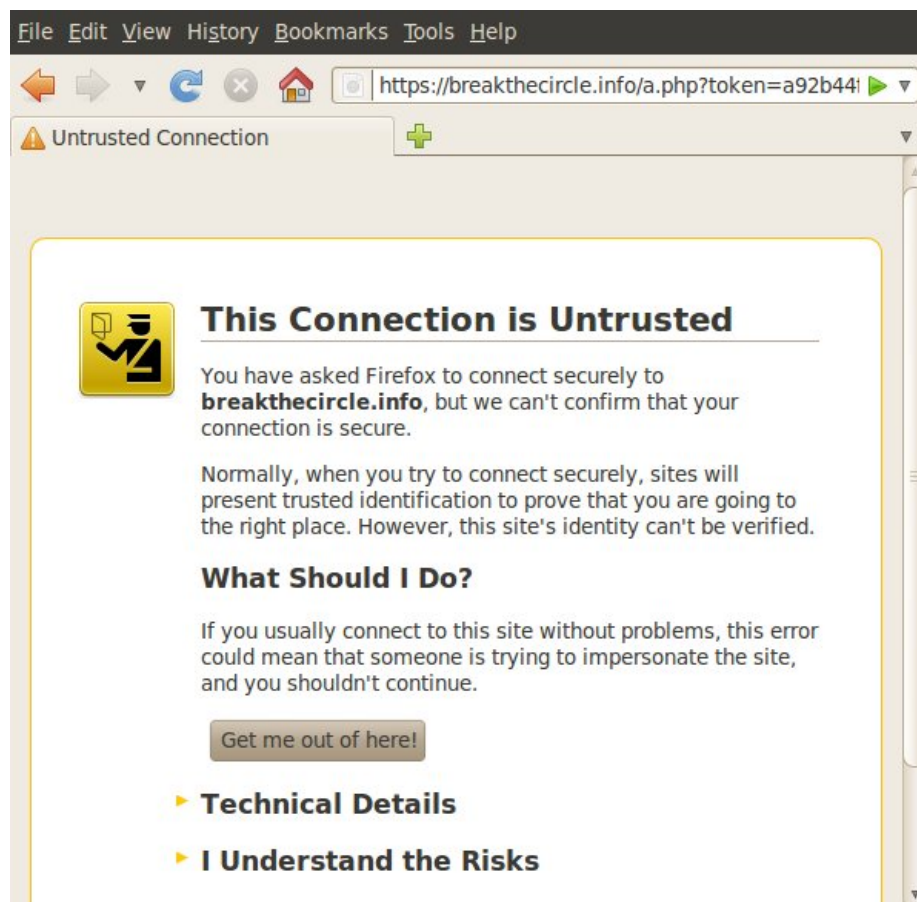 File Edit View History Bookmarks Tools Help
https://breakthecircle.info/a.php?token=a92b44f
Untrusted Connection
This Connection is Untrusted
You have asked Firefox to connect securely to
breakthecircle.info, but we can't confirm that your
connection is secure.
Normally, when you try to connect securely, sites will
present trusted identification to prove that you are going to
the right place. However, this site's identity can't be verified.
What Should I Do?
If you usually connect to this site without problems, this error
could mean that someone is trying to impersonate the site,
and you shouldn't continue.
Get me out of here!
Technical Details
I Understand the Risks